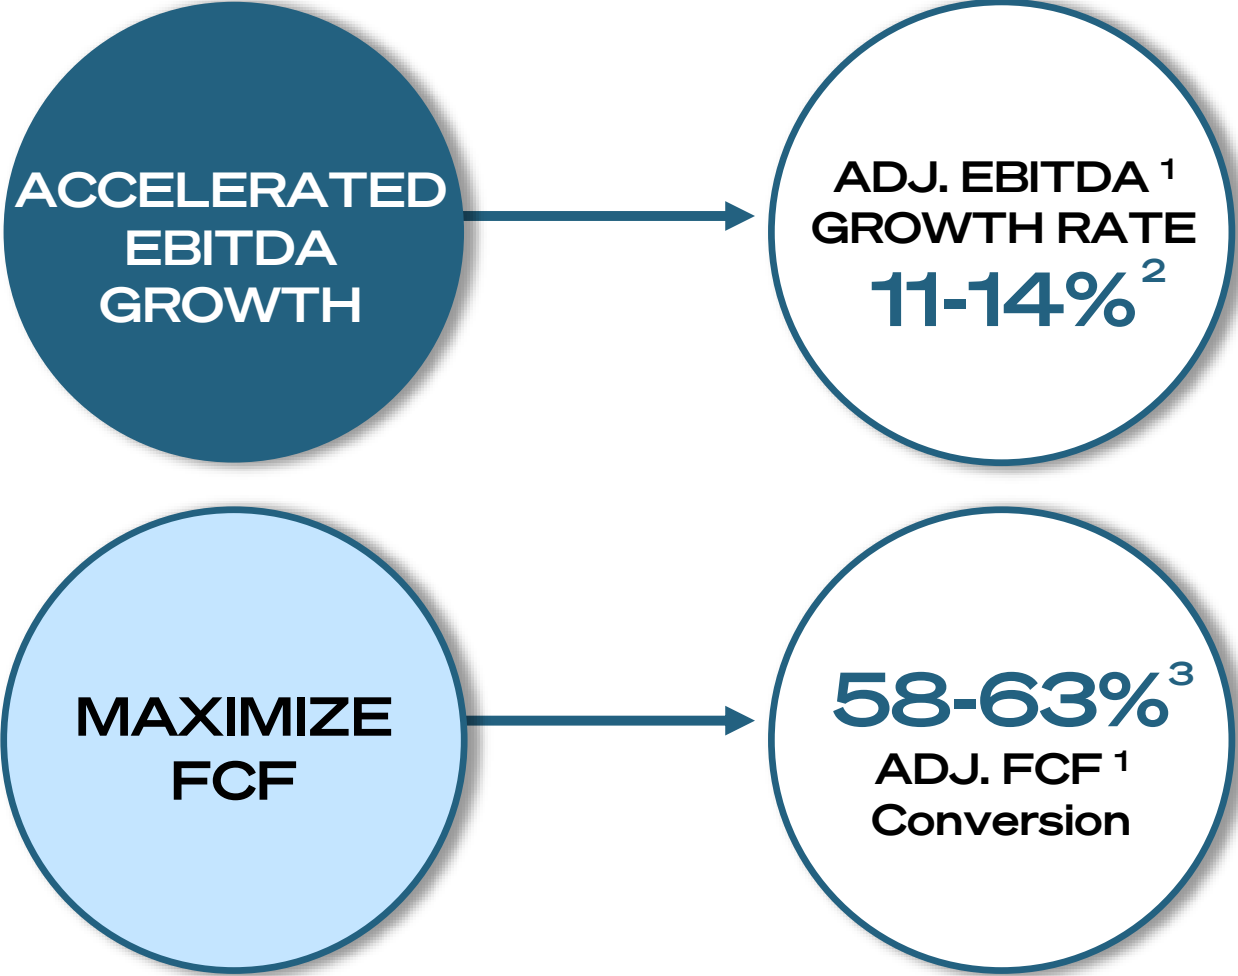 ACCELERATED
EBITDA
GROWTH
ADJ. EBITDA ¹
GROWTH RATE
11-14% ²
MAXIMIZE
FCF
58-63% ³
ADJ. FCF ¹
Conversion